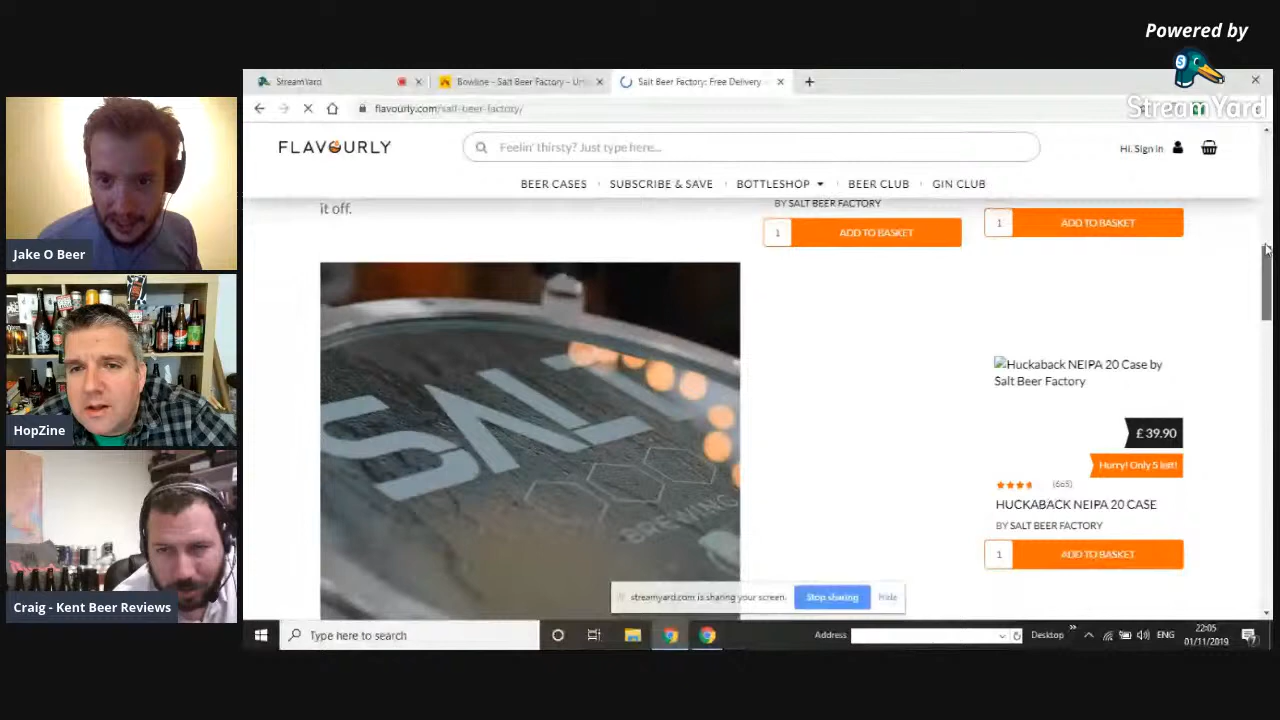 Powered by
StreamYard
StreamYard
Bowline - Salt Beer Factory - Un
Salt Beer Factory: Free Delivery
flavourly.com/salt-beer-factory/
FLAVOURLY
Feelin' thirsty? Just type here...
Hi, Sign in
BEER CASES
SUBSCRIBE & SAVE
BOTTLESHOP
BEER CLUB
GIN CLUB
it off.
BY SALT BEER FACTORY
1
ADD TO BASKET
1
ADD TO BASKET
SALT
BREWING
Huckaback NEIPA 20 Case by
Salt Beer Factory
£39.90
Hurry! Only 5 left!
(665)
HUCKABACK NEIPA 20 CASE
BY SALT BEER FACTORY
1
ADD TO BASKET
streamyard.com is sharing your screen.
Stop sharing
Hide
Type here to search
Address
Desktop
ENG
22:05
01/11/2019
Jake O Beer
HopZine
Craig - Kent Beer Reviews